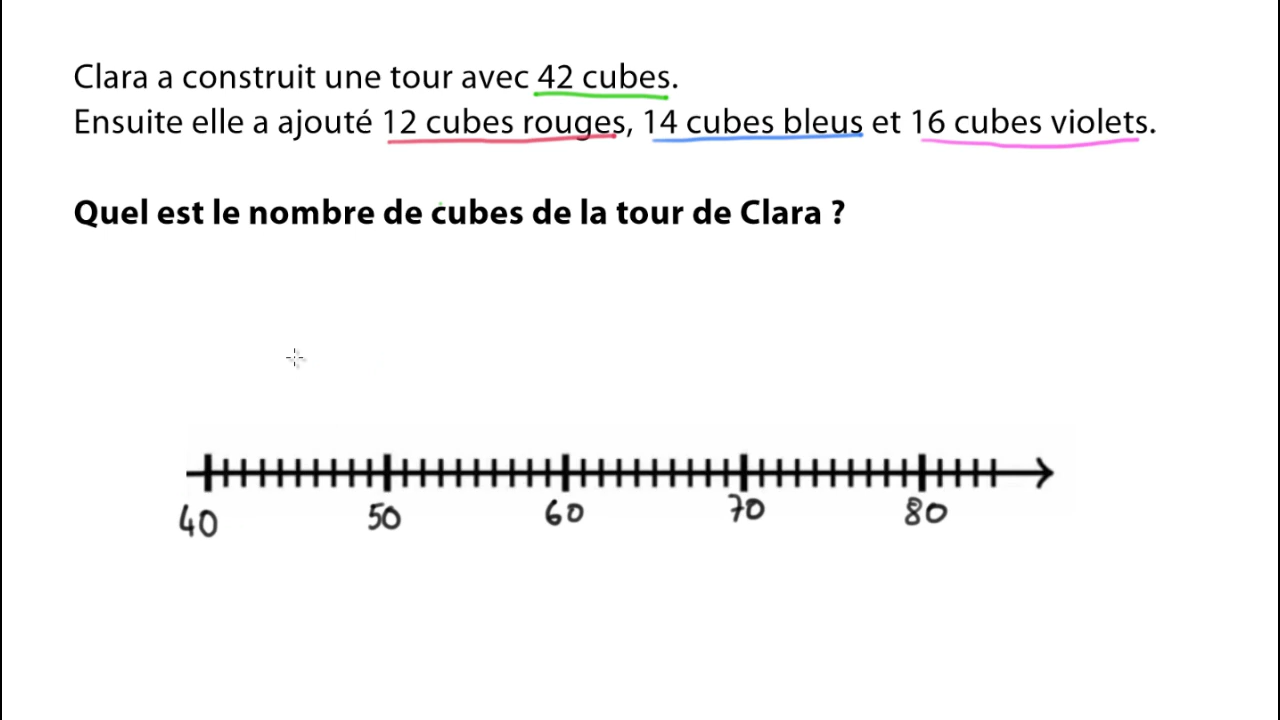 Clara a construit une tour avec 42 cubes.
Ensuite elle a ajouté 12 cubes rouges, 14 cubes bleus et 16 cubes violets.
Quel est le nombre de cubes de la tour de Clara ?
40 50 60 70 80